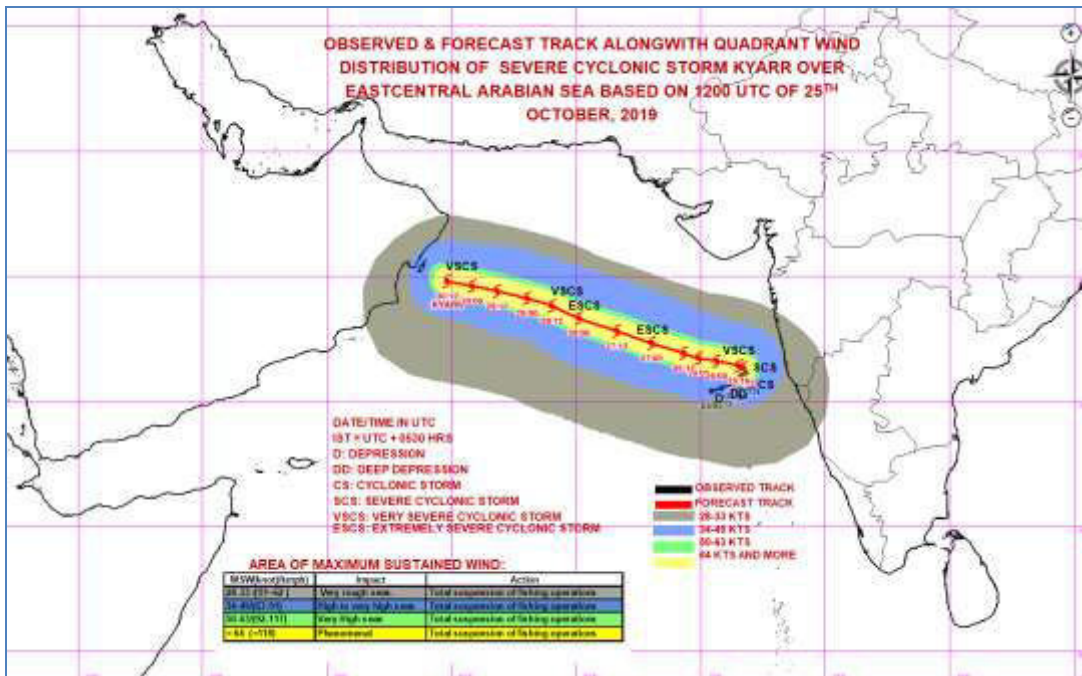 OBSERVED & FORECAST TRACK ALONGWITH QUADRANT WIND
DISTRIBUTION OF SEVERE CYCLONIC STORM KYARR OVER
EASTCENTRAL ARABIAN SEA BASED ON 1200 UTC OF 25TH
OCTOBER, 2019
VSCS
VSCS
ESCS
KYARR
ESCS
VSCS
SCS
CS
DD
D
DATE/TIME IN UTC
IST = UTC + 0530 HRS
D: DEPRESSION
DD: DEEP DEPRESSION
CS: CYCLONIC STORM
SCS: SEVERE CYCLONIC STORM
VSCS: VERY SEVERE CYCLONIC STORM
ESCS: EXTREMELY SEVERE CYCLONIC STORM
OBSERVED TRACK
FORECAST TRACK
28-33 KTS
34-49 KTS
50-63 KTS
64 KTS AND MORE
AREA OF MAXIMUM SUSTAINED WIND:
Impact Action
Very rough seas. Total suspension of fishing operations
High to very high seas Total suspension of fishing operations
Very High seas Total suspension of fishing operations
Phenomenal Total suspension of fishing operations